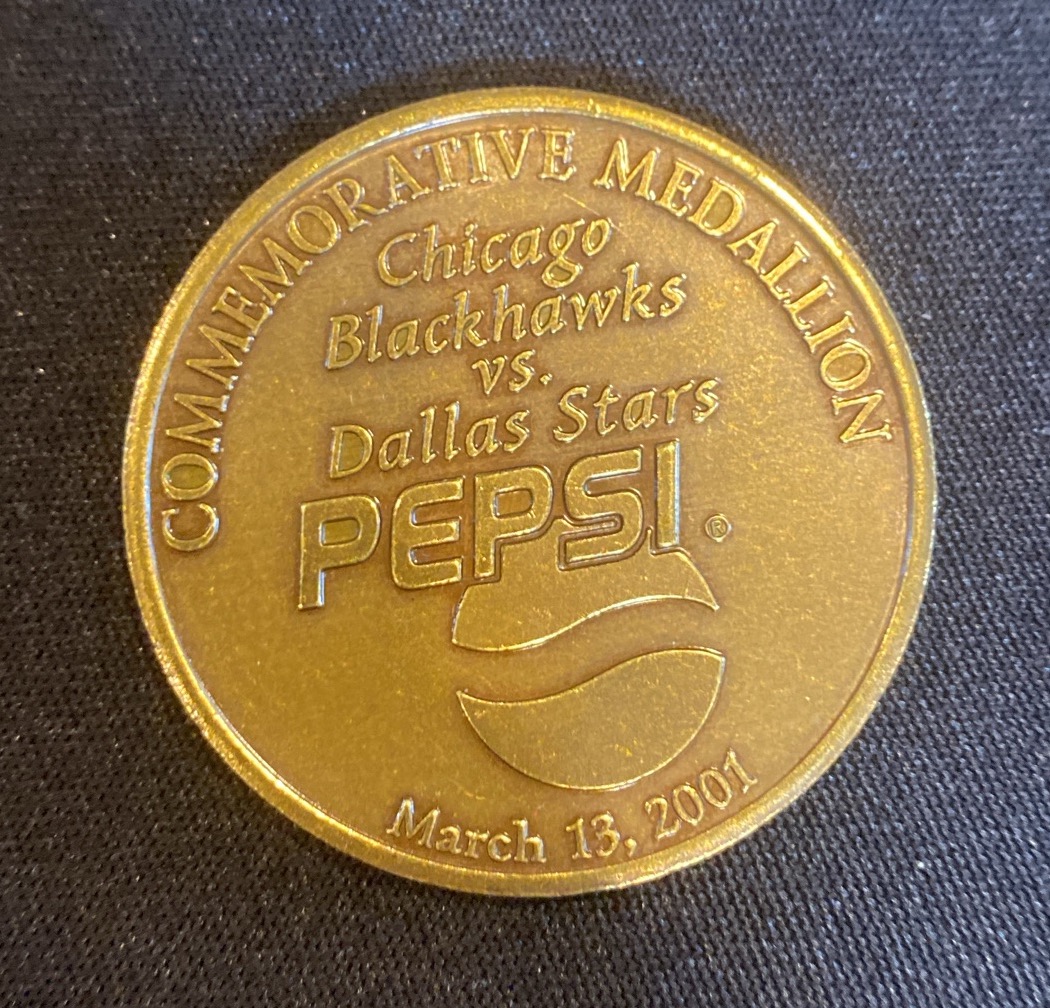 COMMEMORATIVE MEDALLION
Chicago
Blackhawks
vs.
Dallas Stars
PEPSI®
March 13, 2001